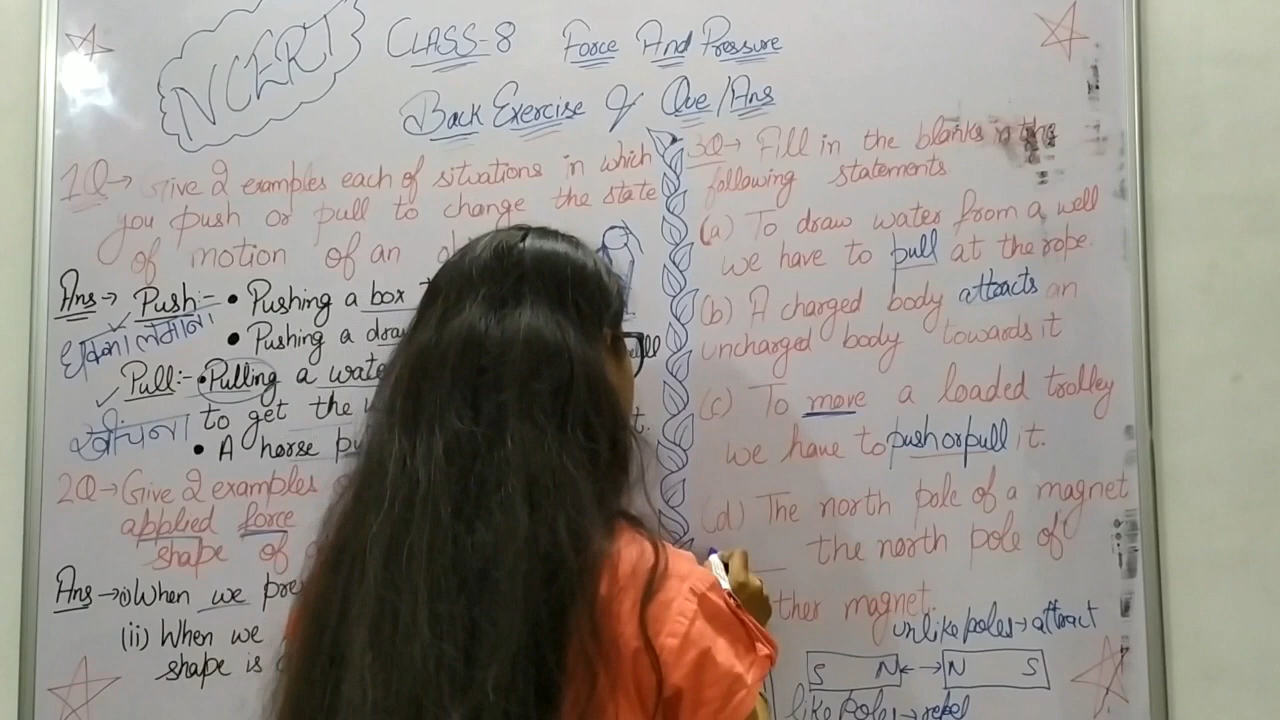 NCERT
CLASS-8 Force And Pressure
Back Exercise of Que/Ans
1Q→ Give 2 examples each of situations in which
you push or pull to change the state
of motion of an
Ans→ Push:- • Pushing a box
धक्का लगाना
• Pushing a
Pull:- • Pulling a
खींचना
to get the
• A horse
2Q→ Give 2 examples
applied force
shape of
Ans→ (i) When we
(ii) When we
shape is
3Q→ Fill in the blanks in the
following statements
(a) To draw water from a well
we have to pull at the rope.
(b) A charged body attracts an
uncharged body towards it
(c) To move a loaded trolley
we have to push or pull it.
(d) The north pole of a magnet
the north pole of
magnet.
unlike poles→attract
S N↔N S
like poles→repel